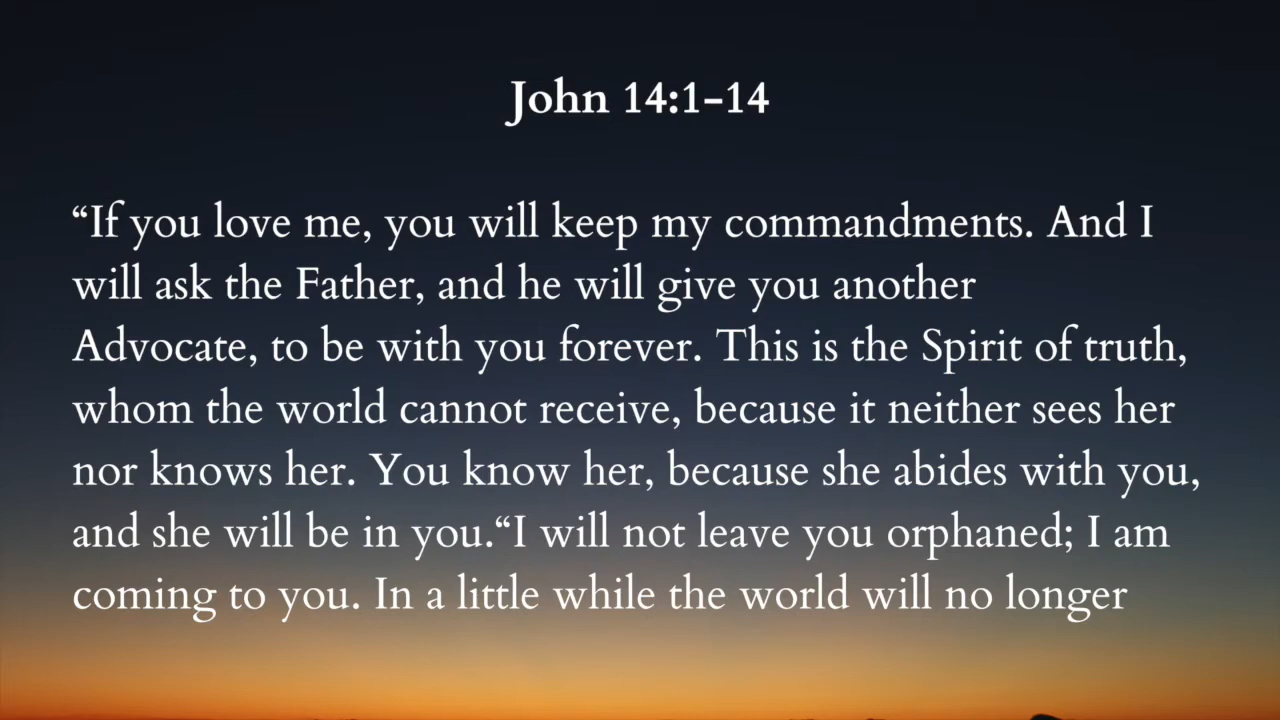 John 14:1-14
“If you love me, you will keep my commandments. And I
will ask the Father, and he will give you another
Advocate, to be with you forever. This is the Spirit of truth,
whom the world cannot receive, because it neither sees her
nor knows her. You know her, because she abides with you,
and she will be in you.“I will not leave you orphaned; I am
coming to you. In a little while the world will no longer